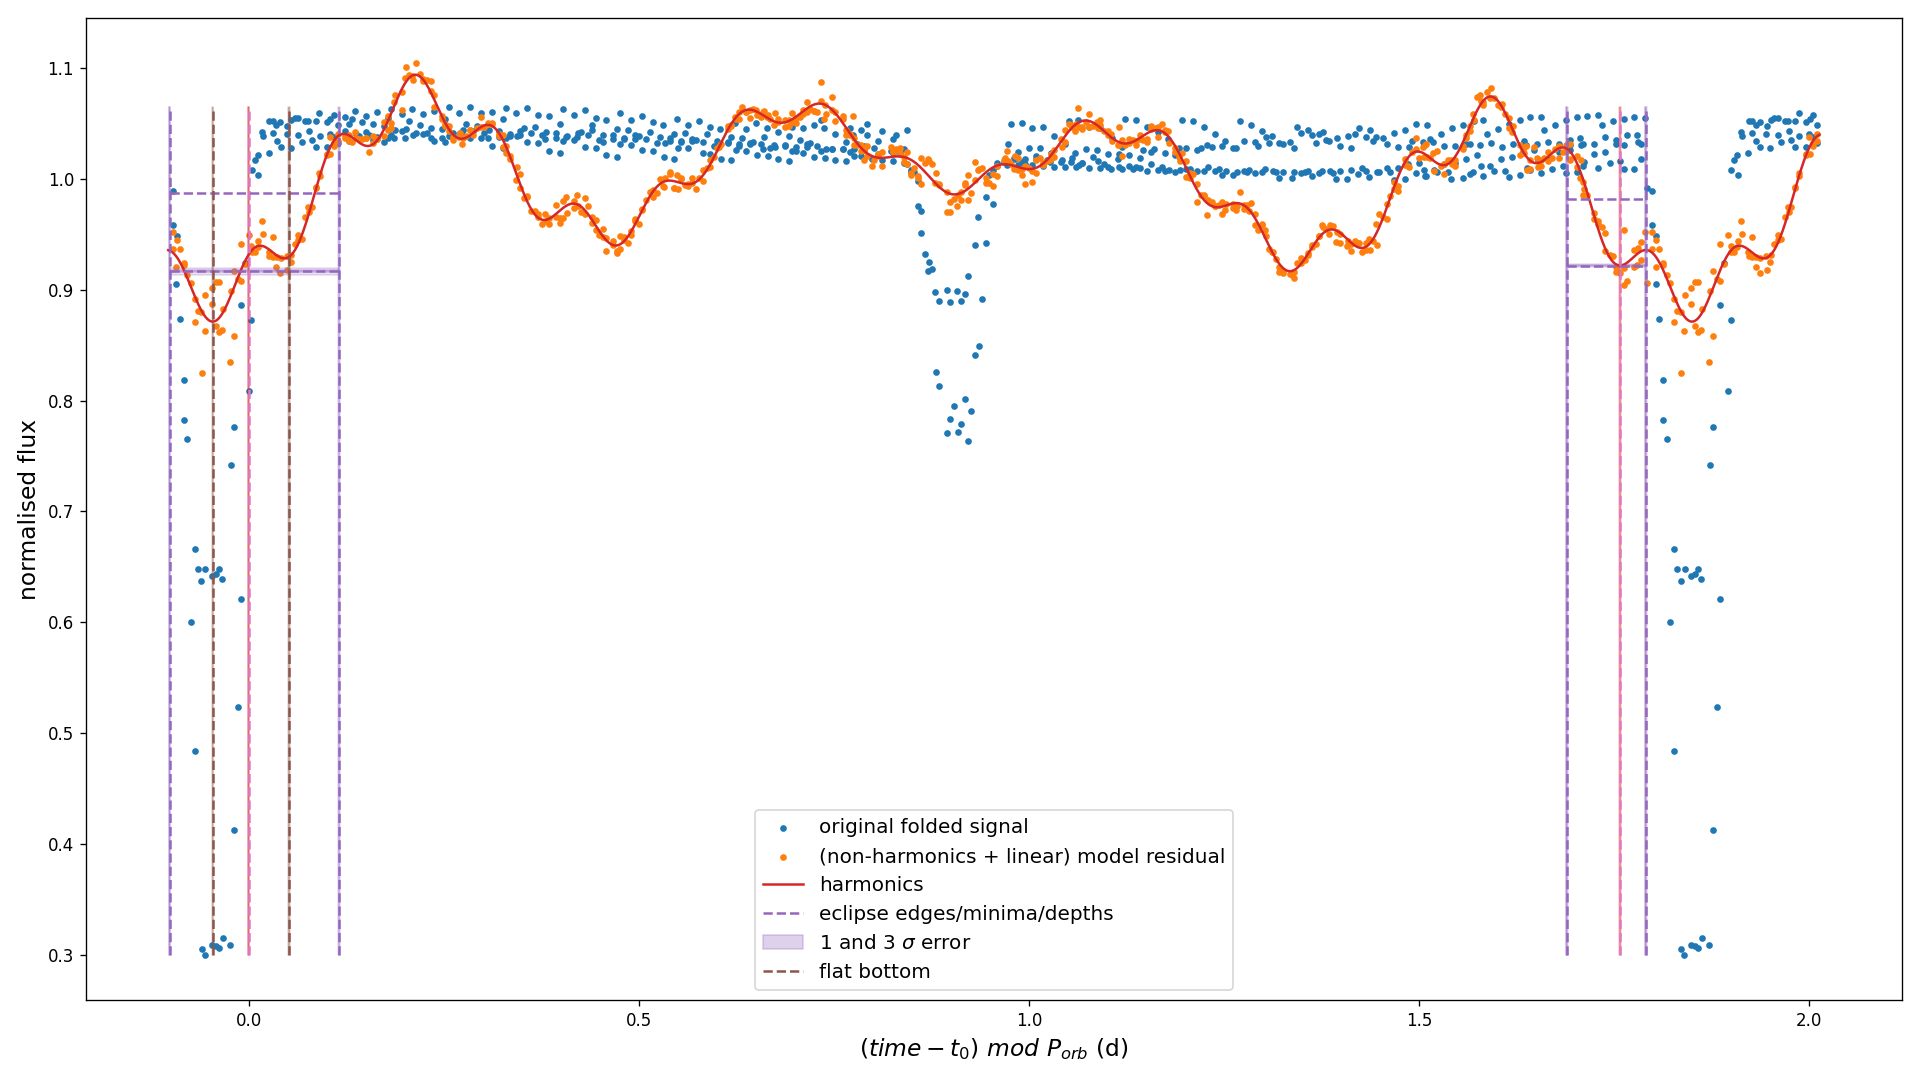 normalised flux
1.1
1.0
0.9
0.8
0.7
0.6
0.5
0.4
0.3
original folded signal
(non-harmonics + linear) model residual
harmonics
eclipse edges/minima/depths
1 and 3 σ error
flat bottom
0.0 0.5 1.0 1.5 2.0
(time − t₀) mod Pₒᵣb (d)